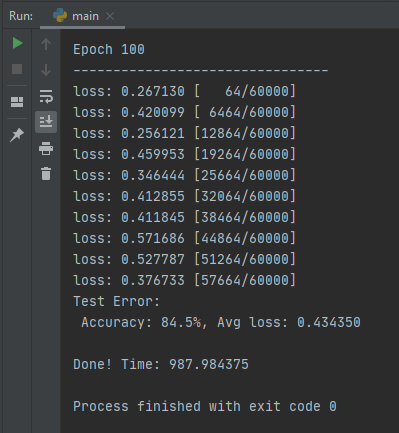 Run: main
Epoch 100
-------------------------------
loss: 0.267130 [   64/60000]
loss: 0.420099 [ 6464/60000]
loss: 0.256121 [12864/60000]
loss: 0.459953 [19264/60000]
loss: 0.346444 [25664/60000]
loss: 0.412855 [32064/60000]
loss: 0.411845 [38464/60000]
loss: 0.571686 [44864/60000]
loss: 0.527787 [51264/60000]
loss: 0.376733 [57664/60000]
Test Error:
 Accuracy: 84.5%, Avg loss: 0.434350
Done! Time: 987.984375
Process finished with exit code 0